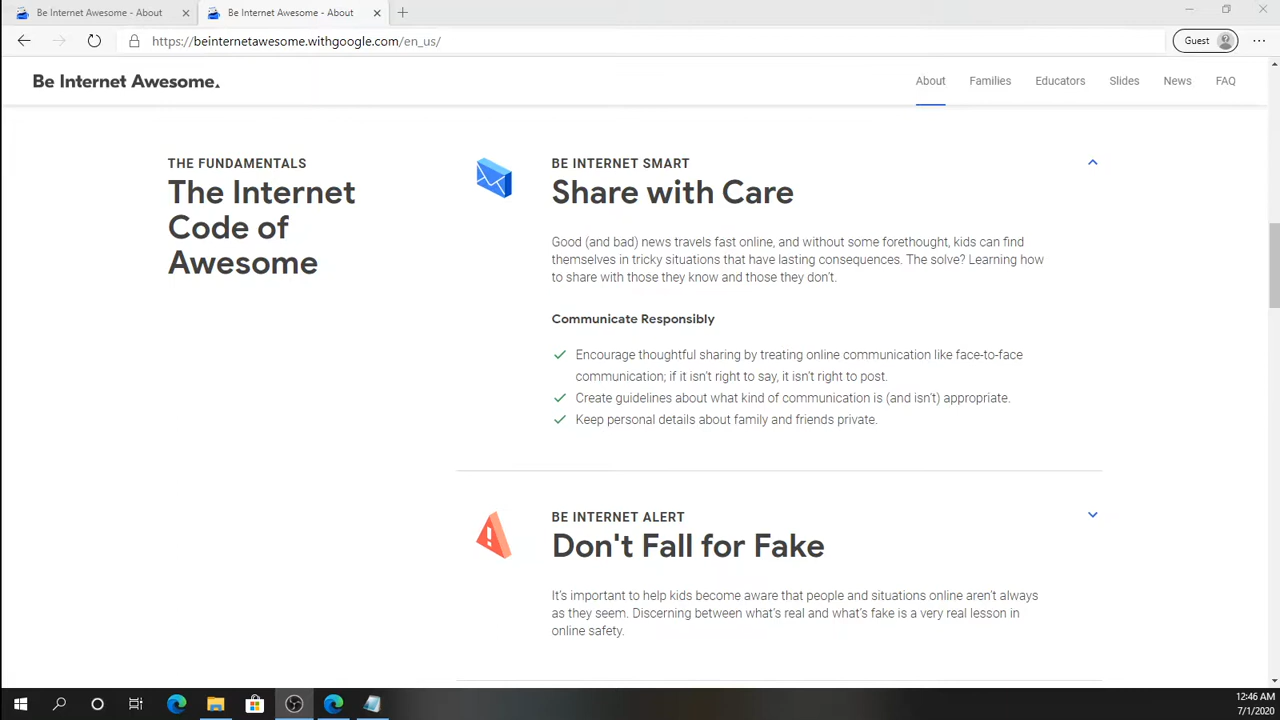 Be Internet Awesome - About
Be Internet Awesome - About
https://beinternetawesome.withgoogle.com/en_us/
Guest
Be Internet Awesome.
About
Families
Educators
Slides
News
FAQ
THE FUNDAMENTALS
The Internet
Code of
Awesome
BE INTERNET SMART
Share with Care
Good (and bad) news travels fast online, and without some forethought, kids can find
themselves in tricky situations that have lasting consequences. The solve? Learning how
to share with those they know and those they don't.
Communicate Responsibly
Encourage thoughtful sharing by treating online communication like face-to-face
communication; if it isn't right to say, it isn't right to post.
Create guidelines about what kind of communication is (and isn't) appropriate.
Keep personal details about family and friends private.
BE INTERNET ALERT
Don't Fall for Fake
It's important to help kids become aware that people and situations online aren't always
as they seem. Discerning between what's real and what's fake is a very real lesson in
online safety.
12:46 AM
7/1/2020